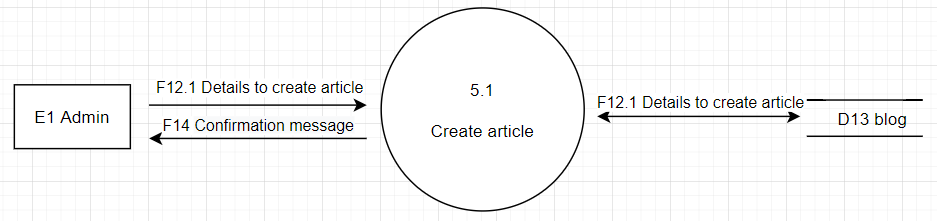 F12.1 Details to create article
E1 Admin
F14 Confirmation message
5.1
Create article
F12.1 Details to create article
D13 blog